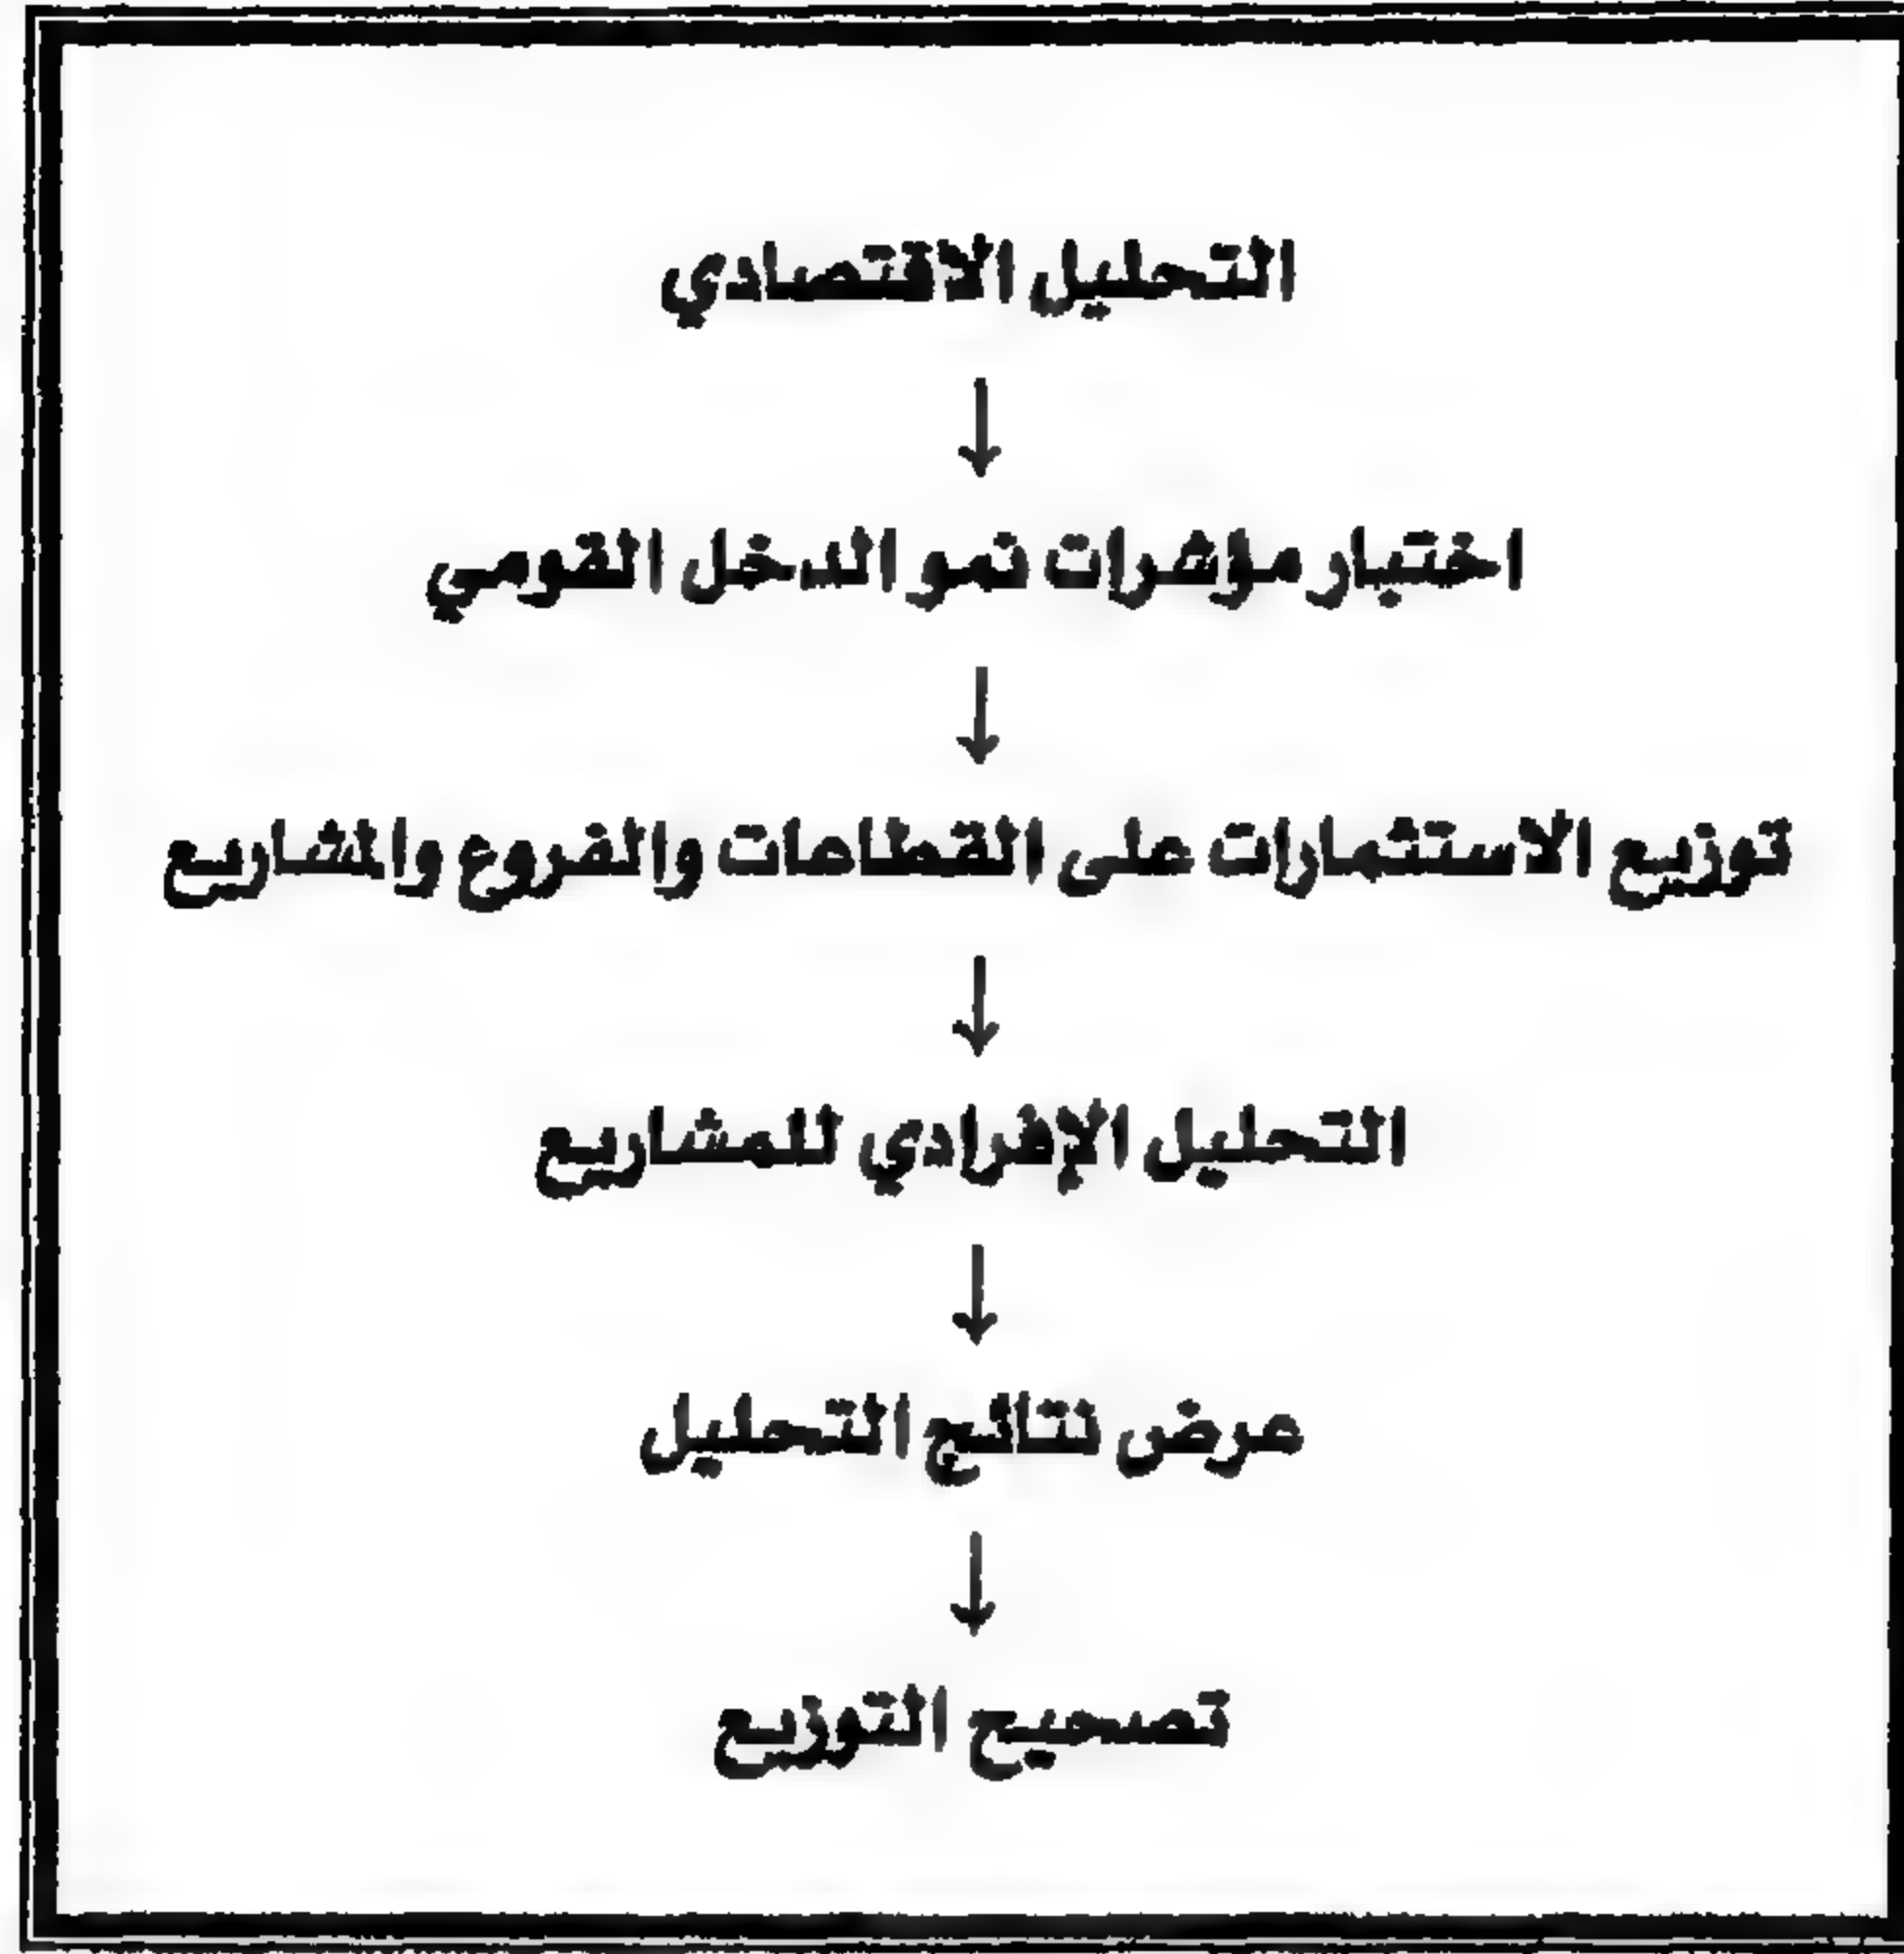 التحليل الاقتصادي
↓
اختبار مؤشرات نمو الدخل القومي
↓
توزيع الاستثمارات على القطاعات والفروع والمشاريع
↓
التحليل الإفرادي للمشاريع
↓
عرض نتائج التحليل
↓
تصحيح التوزيع